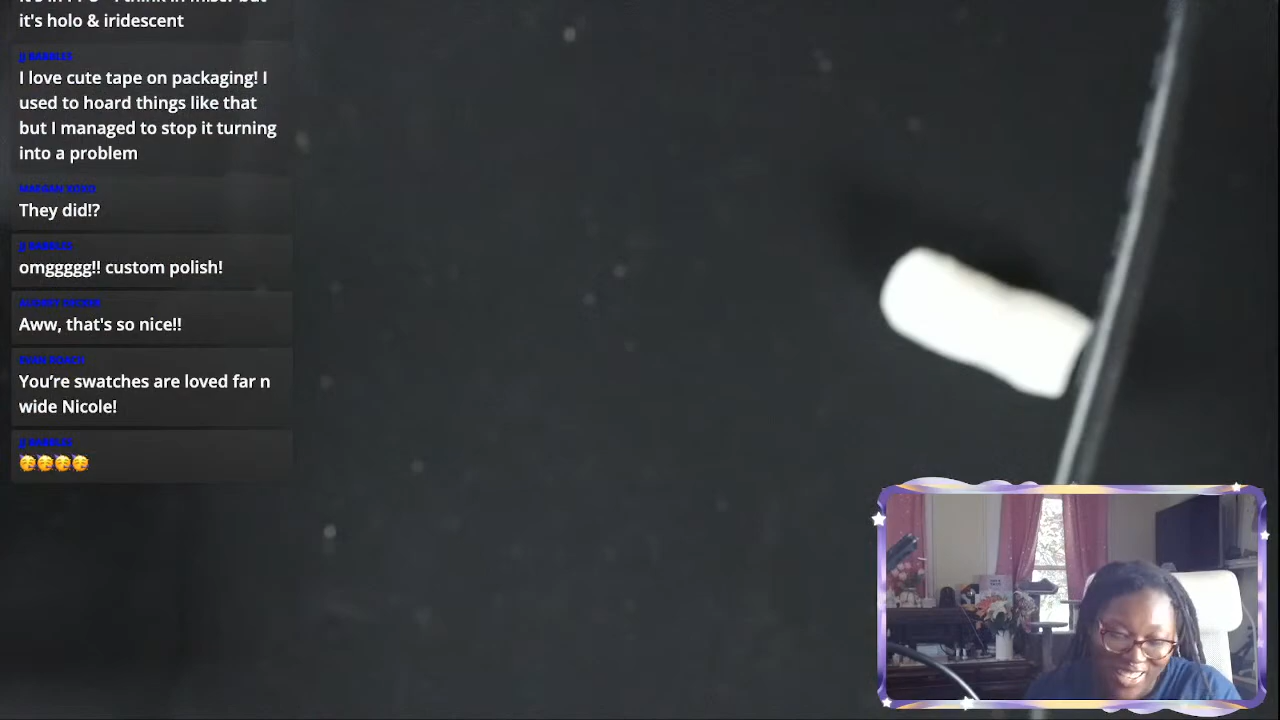 it's holo & iridescent
I love cute tape on packaging! I
used to hoard things like that
but I managed to stop it turning
into a problem
They did!?
omggggg!! custom polish!
Aww, that's so nice!!
You’re swatches are loved far n
wide Nicole!
🥳🥳🥳🥳